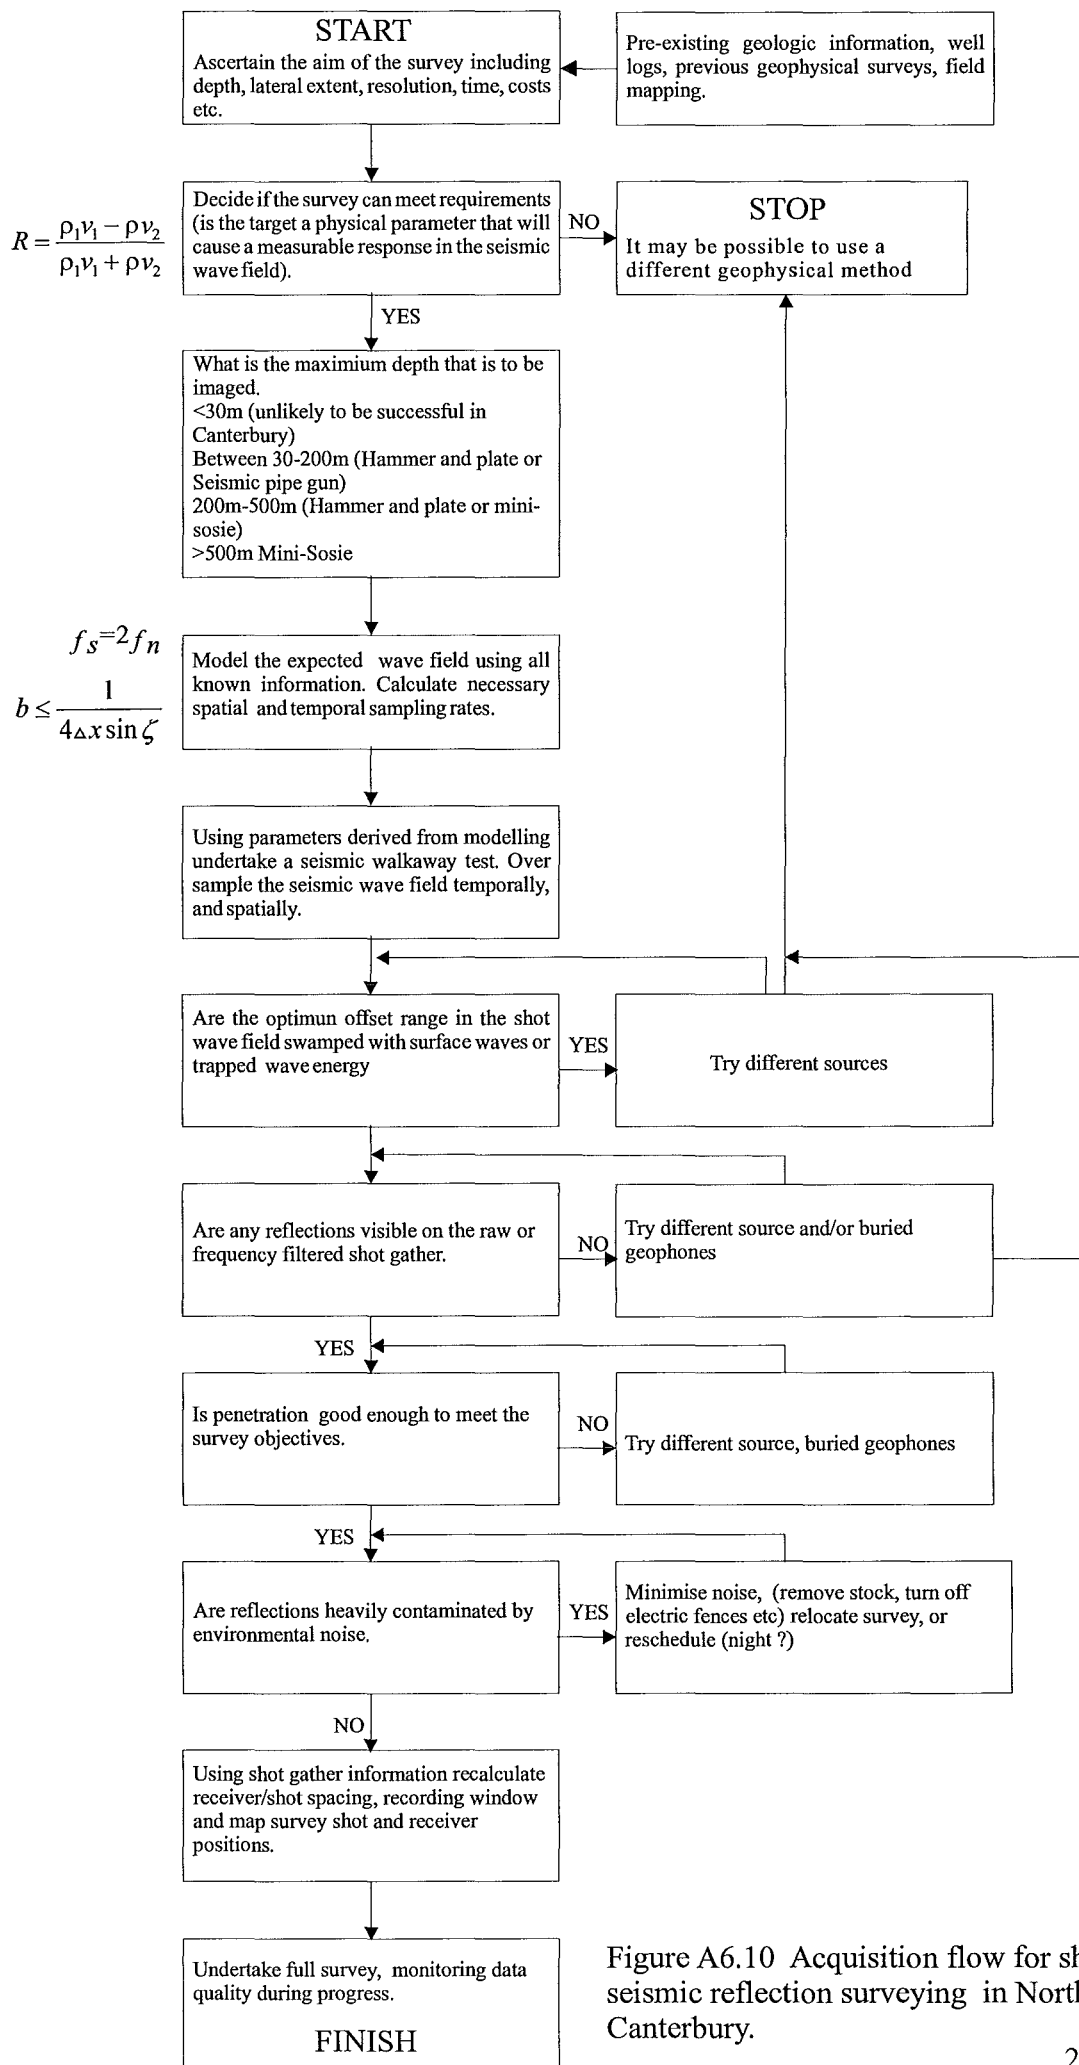 START
Ascertain the aim of the survey including
depth, lateral extent, resolution, time, costs
etc.
Pre-existing geologic information, well
logs, previous geophysical surveys, field
mapping.
R = (ρ₁v₁ − ρv₂) / (ρ₁v₁ + ρv₂)
Decide if the survey can meet requirements
(is the target a physical parameter that will
cause a measurable response in the seismic
wave field).
NO
STOP
It may be possible to use a
different geophysical method
YES
What is the maximium depth that is to be
imaged.
<30m (unlikely to be successful in
Canterbury)
Between 30-200m (Hammer and plate or
Seismic pipe gun)
200m-500m (Hammer and plate or mini-
sosie)
>500m Mini-Sosie
fs=2fn
b ≤ 1 / (4△x sin ζ)
Model the expected wave field using all
known information. Calculate necessary
spatial and temporal sampling rates.
Using parameters derived from modelling
undertake a seismic walkaway test. Over
sample the seismic wave field temporally,
and spatially.
Are the optimun offset range in the shot
wave field swamped with surface waves or
trapped wave energy
YES
Try different sources
Are any reflections visible on the raw or
frequency filtered shot gather.
NO
Try different source and/or buried
geophones
YES
Is penetration good enough to meet the
survey objectives.
NO
Try different source, buried geophones
YES
Are reflections heavily contaminated by
environmental noise.
YES
Minimise noise, (remove stock, turn off
electric fences etc) relocate survey, or
reschedule (night ?)
NO
Using shot gather information recalculate
receiver/shot spacing, recording window
and map survey shot and receiver
positions.
Undertake full survey, monitoring data
quality during progress.
FINISH
Figure A6.10 Acquisition flow for sh
seismic reflection surveying in Nort
Canterbury.
2